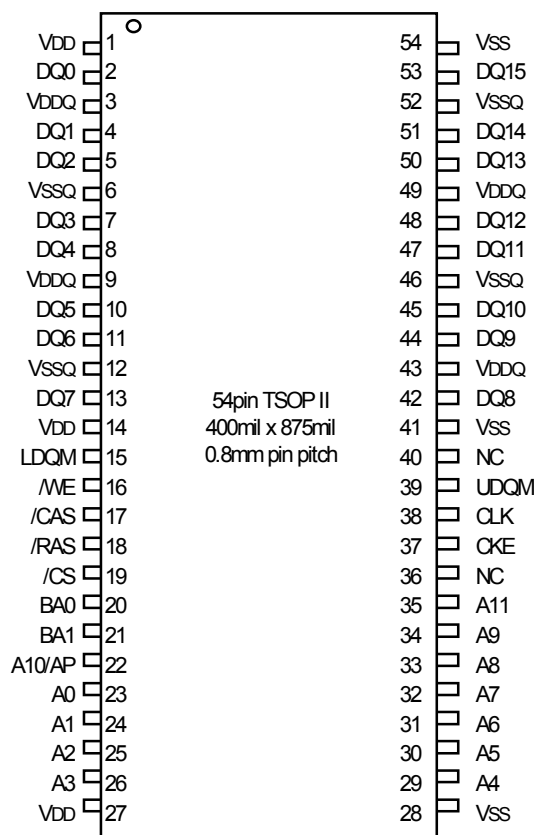 VDD 1 54 VSS
DQ0 2 53 DQ15
VDDQ 3 52 VSSQ
DQ1 4 51 DQ14
DQ2 5 50 DQ13
VSSQ 6 49 VDDQ
DQ3 7 48 DQ12
DQ4 8 47 DQ11
VDDQ 9 46 VSSQ
DQ5 10 45 DQ10
DQ6 11 44 DQ9
VSSQ 12 43 VDDQ
DQ7 13 42 DQ8
VDD 14 41 VSS
LDQM 15 40 NC
/WE 16 39 UDQM
/CAS 17 38 CLK
/RAS 18 37 CKE
/CS 19 36 NC
BA0 20 35 A11
BA1 21 34 A9
A10/AP 22 33 A8
A0 23 32 A7
A1 24 31 A6
A2 25 30 A5
A3 26 29 A4
VDD 27 28 VSS
54pin TSOP II
400mil x 875mil
0.8mm pin pitch